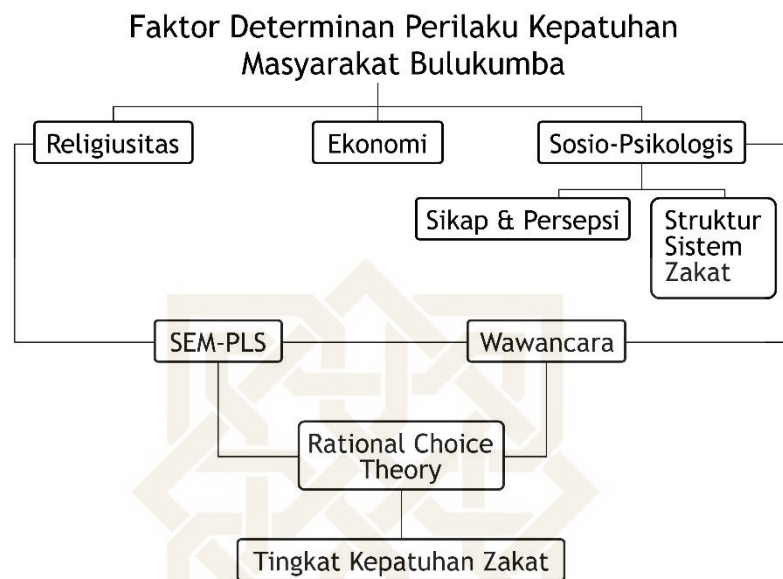 Faktor Determinan Perilaku Kepatuhan
Masyarakat Bulukumba
Religiusitas
Ekonomi
Sosio-Psikologis
Sikap & Persepsi
Struktur
Sistem
Zakat
SEM-PLS
Wawancara
Rational Choice
Theory
Tingkat Kepatuhan Zakat